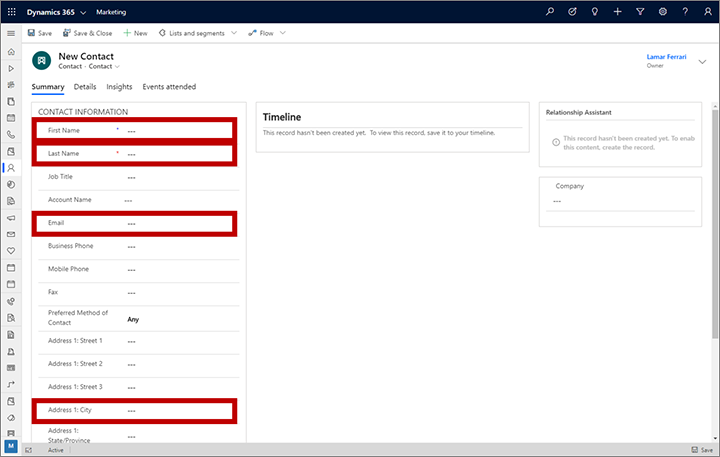 Dynamics 365 Marketing
Save Save & Close New Lists and segments Flow
New Contact
Contact · Contact
Lamar Ferrari
Owner
Summary Details Insights Events attended
CONTACT INFORMATION
First Name * ---
Last Name * ---
Job Title ---
Account Name ---
Email ---
Business Phone ---
Mobile Phone ---
Fax ---
Preferred Method of
Contact Any
Address 1: Street 1 ---
Address 1: Street 2 ---
Address 1: Street 3 ---
Address 1: City ---
Address 1:
State/Province ---
Timeline
This record hasn't been created yet. To view this record, save it to your timeline.
Relationship Assistant
This record hasn't been created yet. To enab
this content, create the record.
Company
---
M
Active
Save